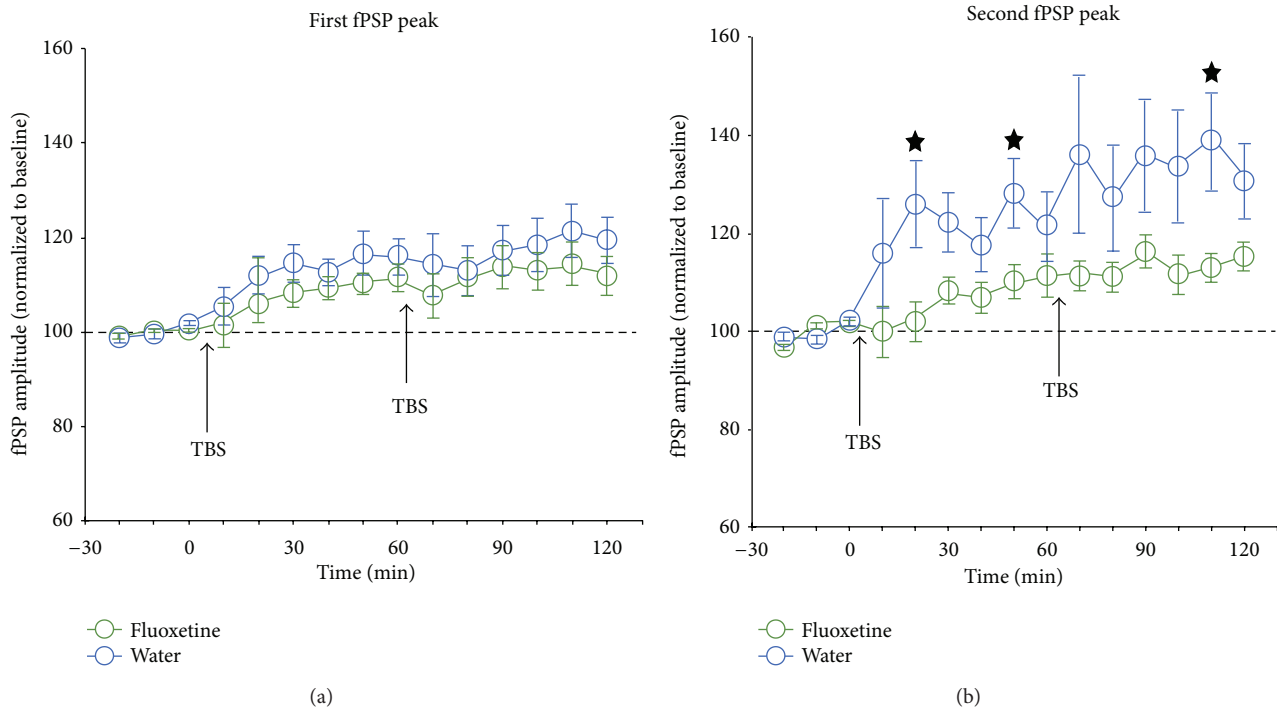 First fPSP peak
160
140
120
100
80
60
fPSP amplitude (normalized to baseline)
TBS
TBS
−30
0
30
60
90
120
Time (min)
Fluoxetine
Water
(a)
Second fPSP peak
160
140
120
100
80
60
fPSP amplitude (normalized to baseline)
TBS
TBS
−30
0
30
60
90
120
Time (min)
Fluoxetine
Water
(b)